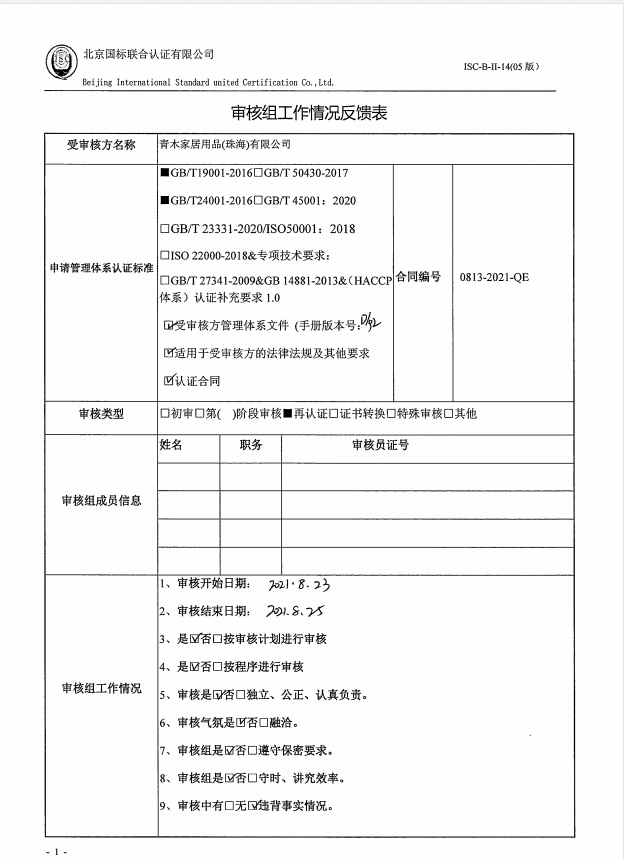 北京国标联合认证有限公司
Beijing International Standard united Certification Co.,Ltd.
ISC-B-II-14(05 版)
审核组工作情况反馈表
受审核方名称
青木家居用品(珠海)有限公司
申请管理体系认证标准
■GB/T19001-2016□GB/T 50430-2017
■GB/T24001-2016□GB/T 45001：2020
□GB/T 23331-2020/ISO50001：2018
□ISO 22000-2018&专项技术要求：
□GB/T 27341-2009&GB 14881-2013&（HACCP
体系）认证补充要求 1.0
☑受审核方管理体系文件（手册版本号：
☑适用于受审核方的法律法规及其他要求
☑认证合同
合同编号
0813-2021-QE
审核类型
□初审□第(  )阶段审核■再认证□证书转换□特殊审核□其他
审核组成员信息
姓名 职务 审核员证号
审核组工作情况
1、审核开始日期： 2021.8.23
2、审核结束日期： 2021.8.25
3、是☑否□按审核计划进行审核
4、是☑否□按程序进行审核
5、审核是☑否□独立、公正、认真负责。
6、审核气氛是☑否□融洽。
7、审核组是☑否□遵守保密要求。
8、审核组是☑否□守时、讲究效率。
9、审核中有□无☑违背事实情况。
- 1 -